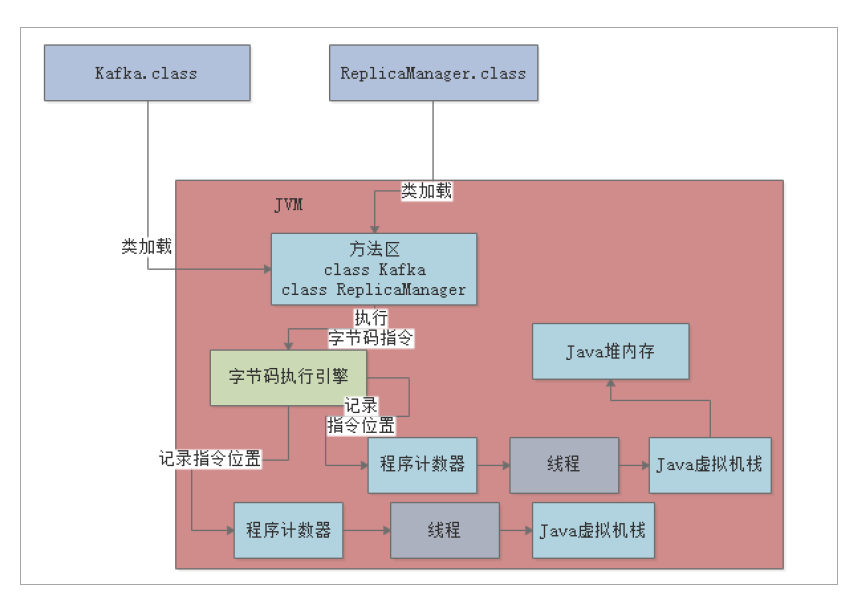 Kafka.class
ReplicaManager.class
类加载
JVM
类加载
方法区
class Kafka
class ReplicaManager
执行
字节码指令
Java堆内存
字节码执行引擎
记录
指令位置
记录指令位置
程序计数器
线程
Java虚拟机栈
程序计数器
线程
Java虚拟机栈